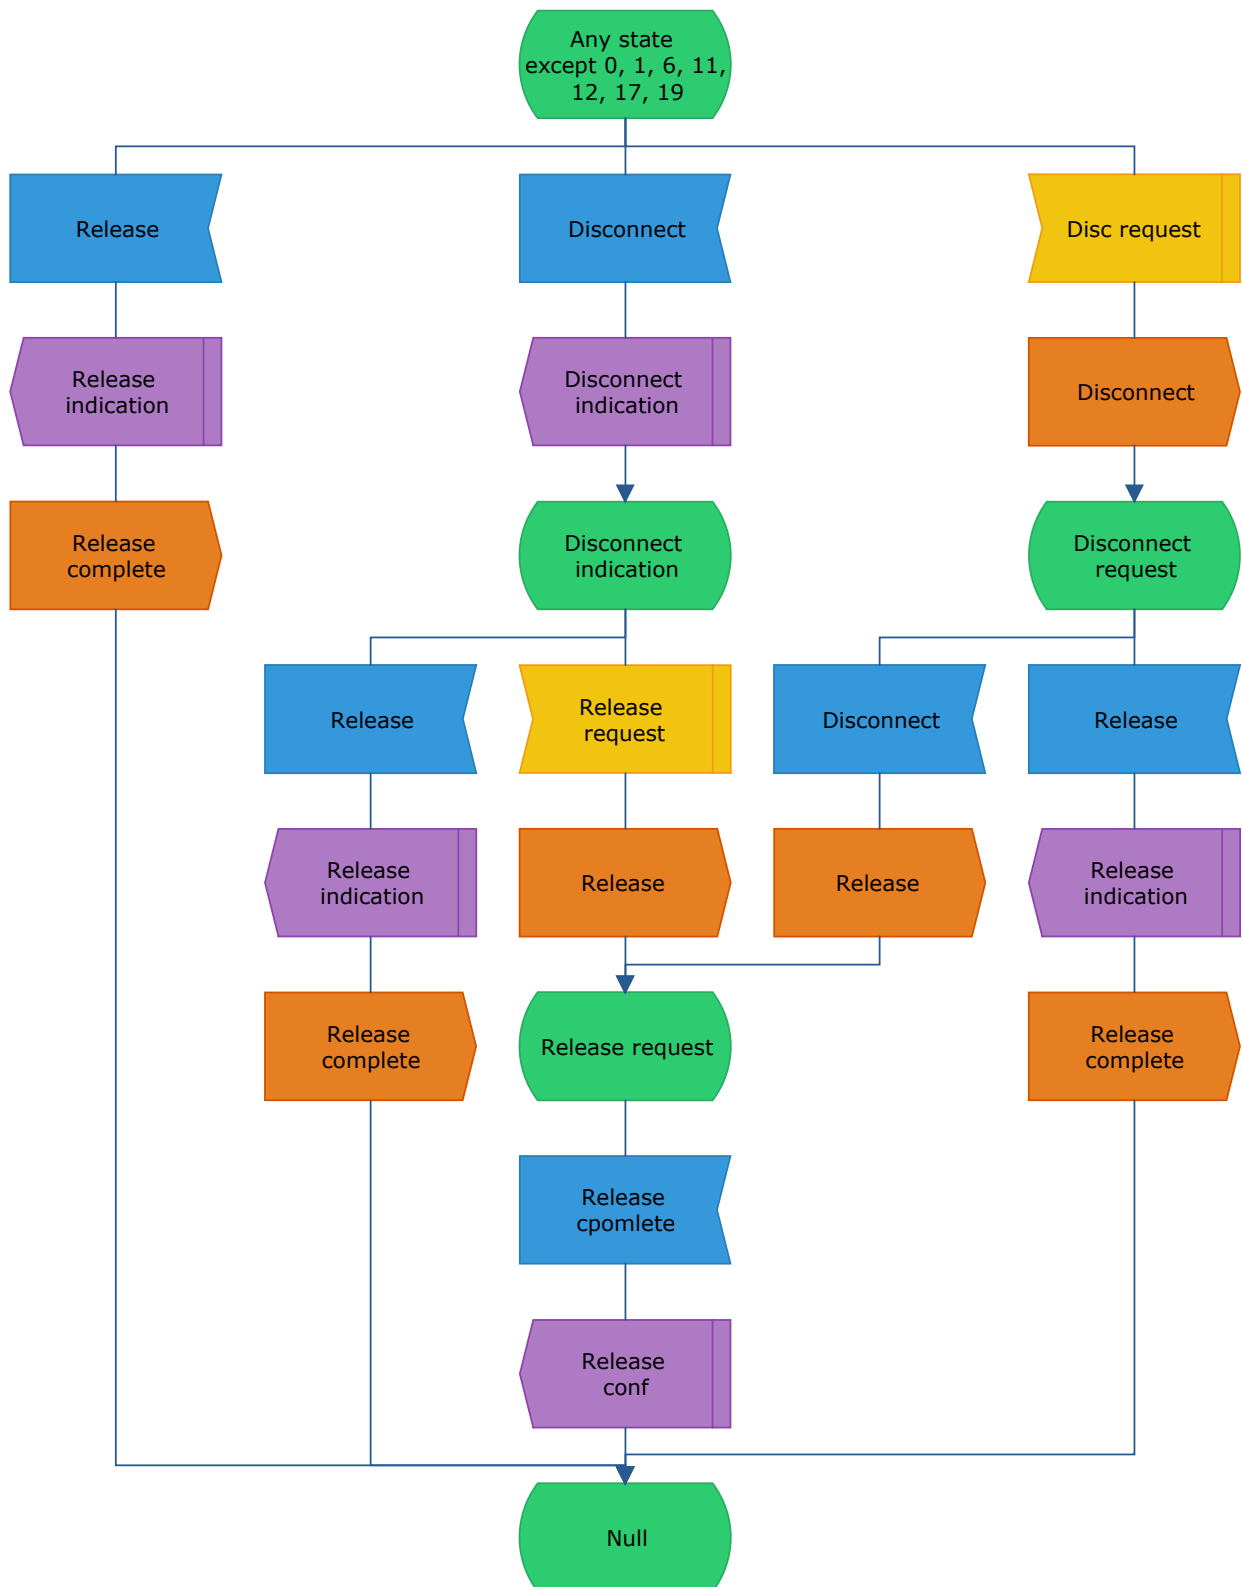 Any state
except 0, 1, 6, 11,
12, 17, 19
Release
Disconnect
Disc request
Release
indication
Disconnect
indication
Disconnect
Release
complete
Disconnect
indication
Disconnect
request
Release
Release
request
Disconnect
Release
Release
indication
Release
Release
Release
indication
Release
complete
Release request
Release
complete
Release
cpomlete
Release
conf
Null